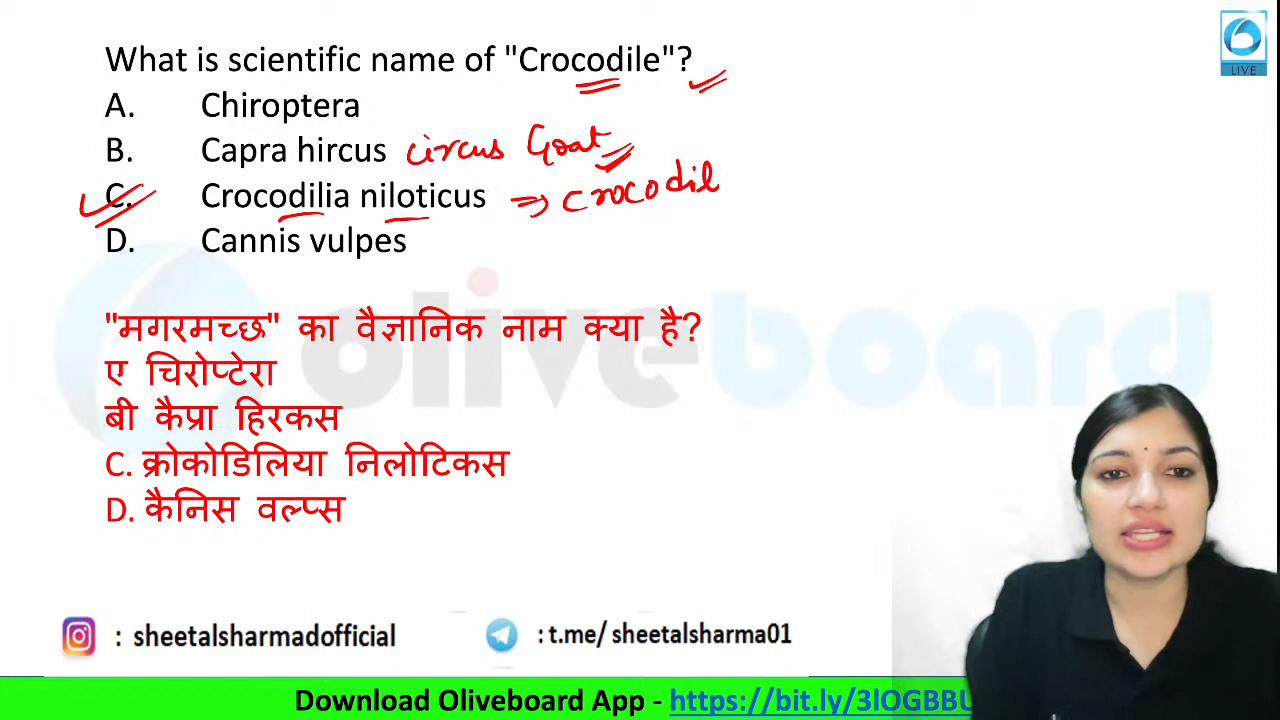 What is scientific name of "Crocodile"?
A. Chiroptera
B. Capra hircus circus Goat
C. Crocodilia niloticus => Crocodil
D. Cannis vulpes
"मगरमच्छ" का वैज्ञानिक नाम क्या है?
ए चिरोप्टेरा
बी कैप्रा हिरकस
C. क्रोकोडिलिया निलोटिकस
D. कैनिस वल्प्स
oliveboard
LIVE
: sheetalsharmadofficial
: t.me/ sheetalsharma01
Download Oliveboard App - https://bit.ly/3lOGBBU